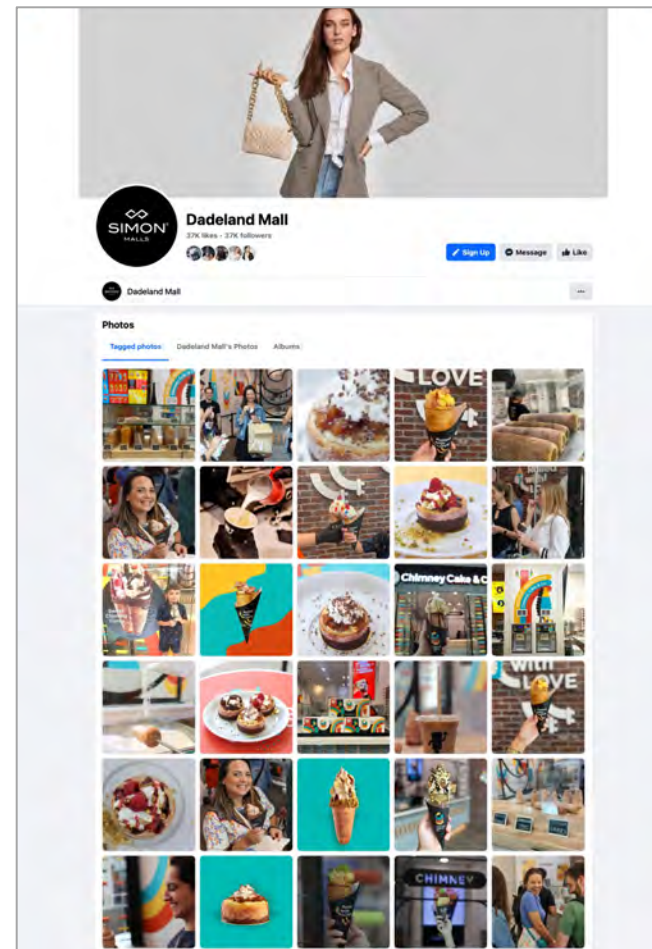 SIMON
MALLS
Dadeland Mall
37K likes • 37K followers
Sign Up
Message
Like
Dadeland Mall
Photos
Tagged photos
Dadeland Mall's Photos
Albums
LOVE
Chimney Cake & C
with
LOVE
CHIMNEY